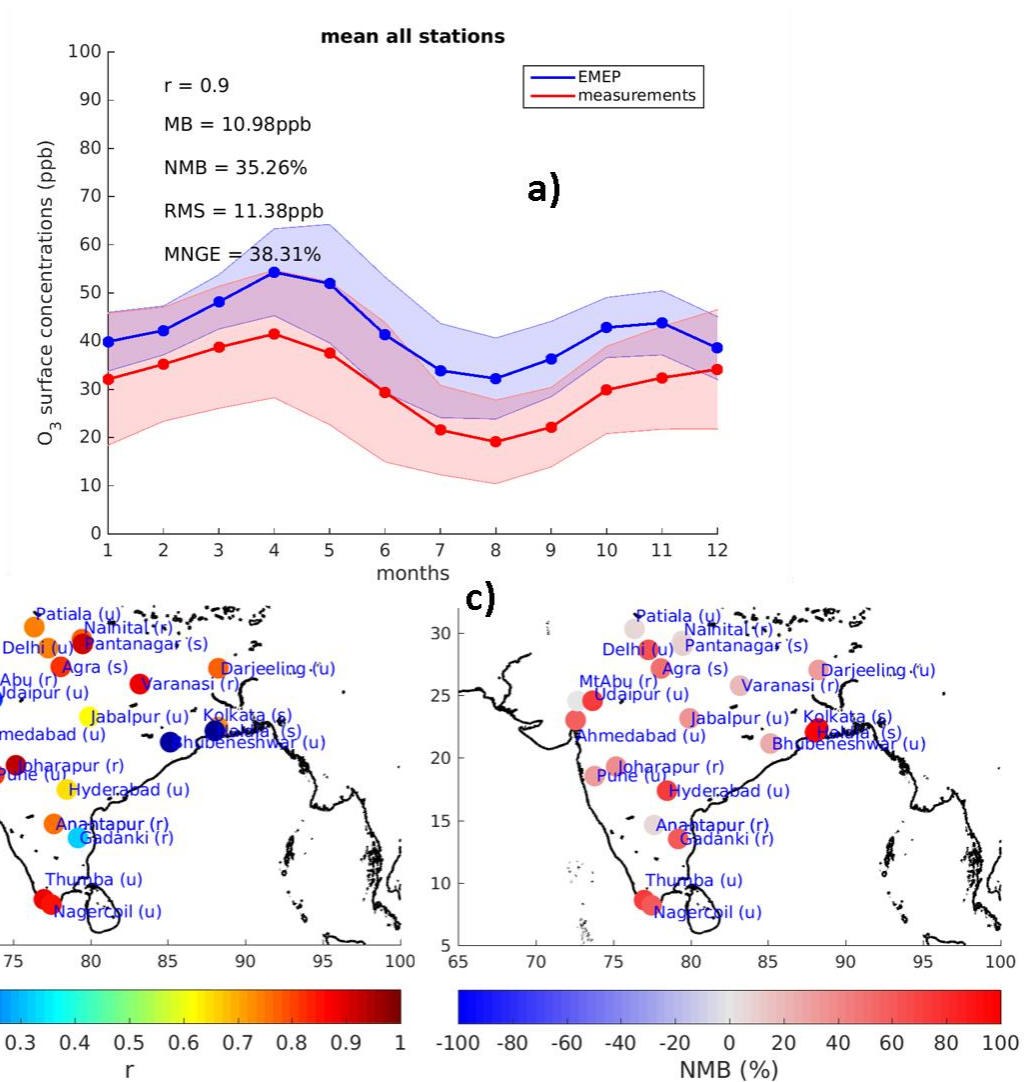 mean all stations
100
90
80
70
60
50
40
30
20
10
0
O3 surface concentrations (ppb)
r = 0.9
MB = 10.98ppb
NMB = 35.26%
RMS = 11.38ppb
MNGE = 38.31%
EMEP
measurements
a)
1 2 3 4 5 6 7 8 9 10 11 12
months
c)
Patiala (u)
Nainital (r)
Delhi (u)
Pantanagar (s)
Agra (s)
Darjeeling (u)
Abu (r)
Varanasi (r)
Udaipur (u)
Jabalpur (u)
Kolkata (s)
(s)
medabad (u)
Bhubeneshwar (u)
Joharapur (r)
Pune (u)
Hyderabad (u)
Anantapur (r)
Gadanki (r)
Thumba (u)
Nagercoil (u)
75 80 85 90 95 100
0.3 0.4 0.5 0.6 0.7 0.8 0.9 1
r
30
25
20
15
10
5
Patiala (u)
Nainital (r)
Delhi (u)
Pantanagar (s)
Agra (s)
Darjeeling (u)
MtAbu (r)
Varanasi (r)
Udaipur (u)
Jabalpur (u)
Kolkata (s)
(s)
Ahmedabad (u)
Bhubeneshwar (u)
Joharapur (r)
Pune (u)
Hyderabad (u)
Anantapur (r)
Gadanki (r)
Thumba (u)
Nagercoil (u)
65 70 75 80 85 90 95 100
-100 -80 -60 -40 -20 0 20 40 60 80 100
NMB (%)